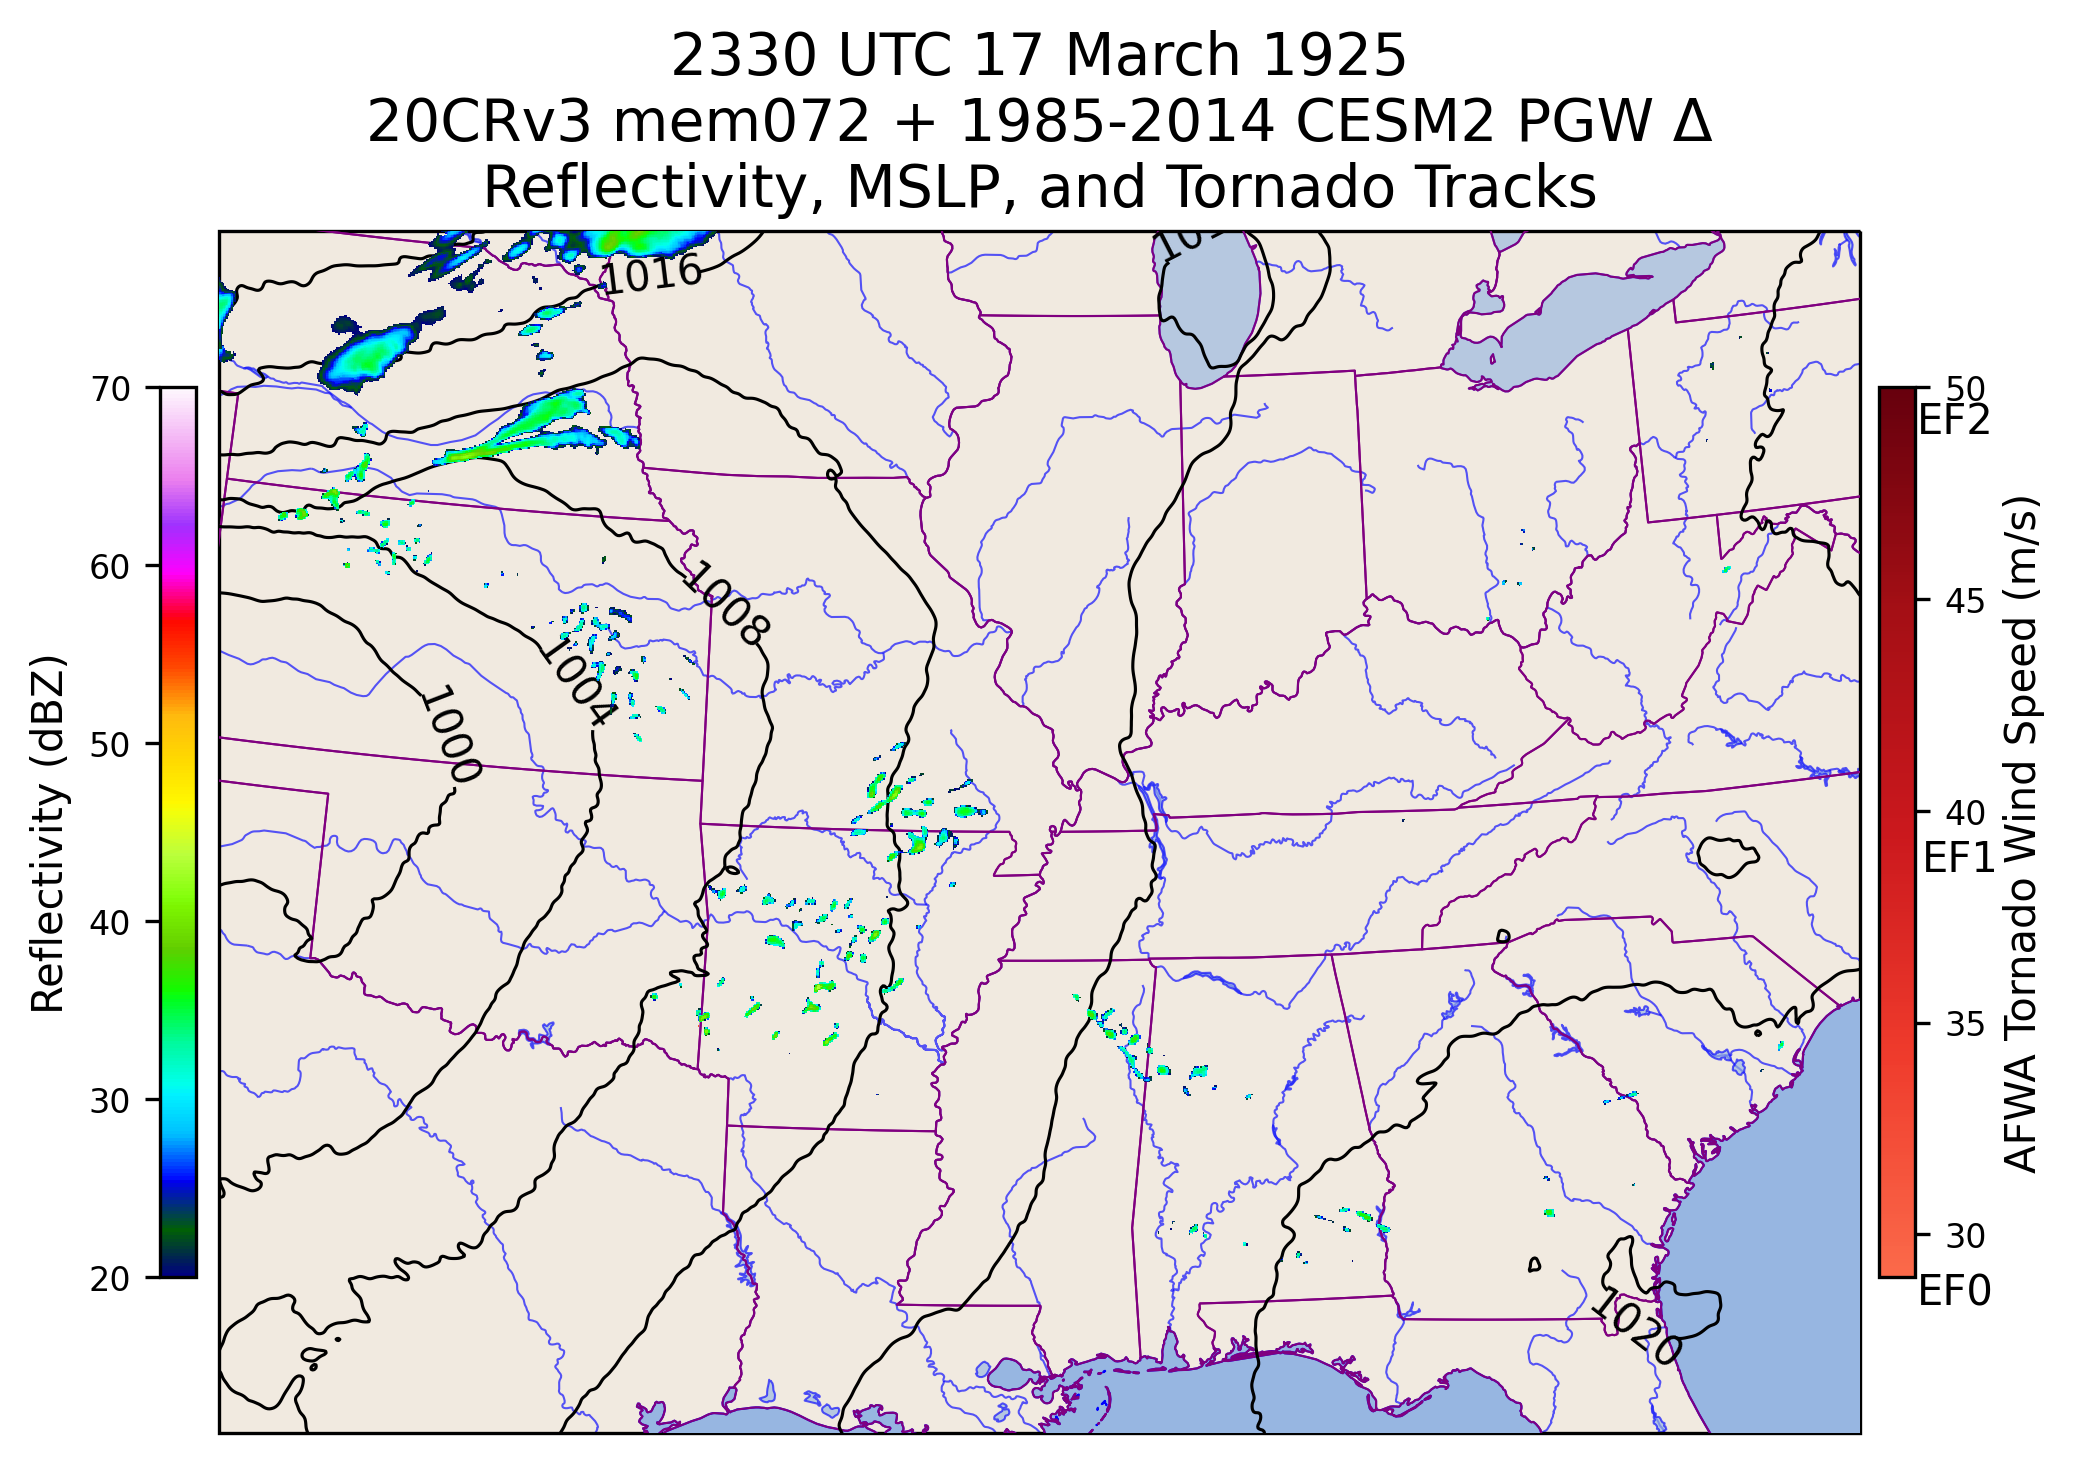 2330 UTC 17 March 1925
20CRv3 mem072 + 1985-2014 CESM2 PGW Δ
Reflectivity, MSLP, and Tornado Tracks
1016
1008
1004
1000
1020
70
60
50
40
30
20
Reflectivity (dBZ)
50
EF2
45
40
EF1
35
30
EF0
AFWA Tornado Wind Speed (m/s)